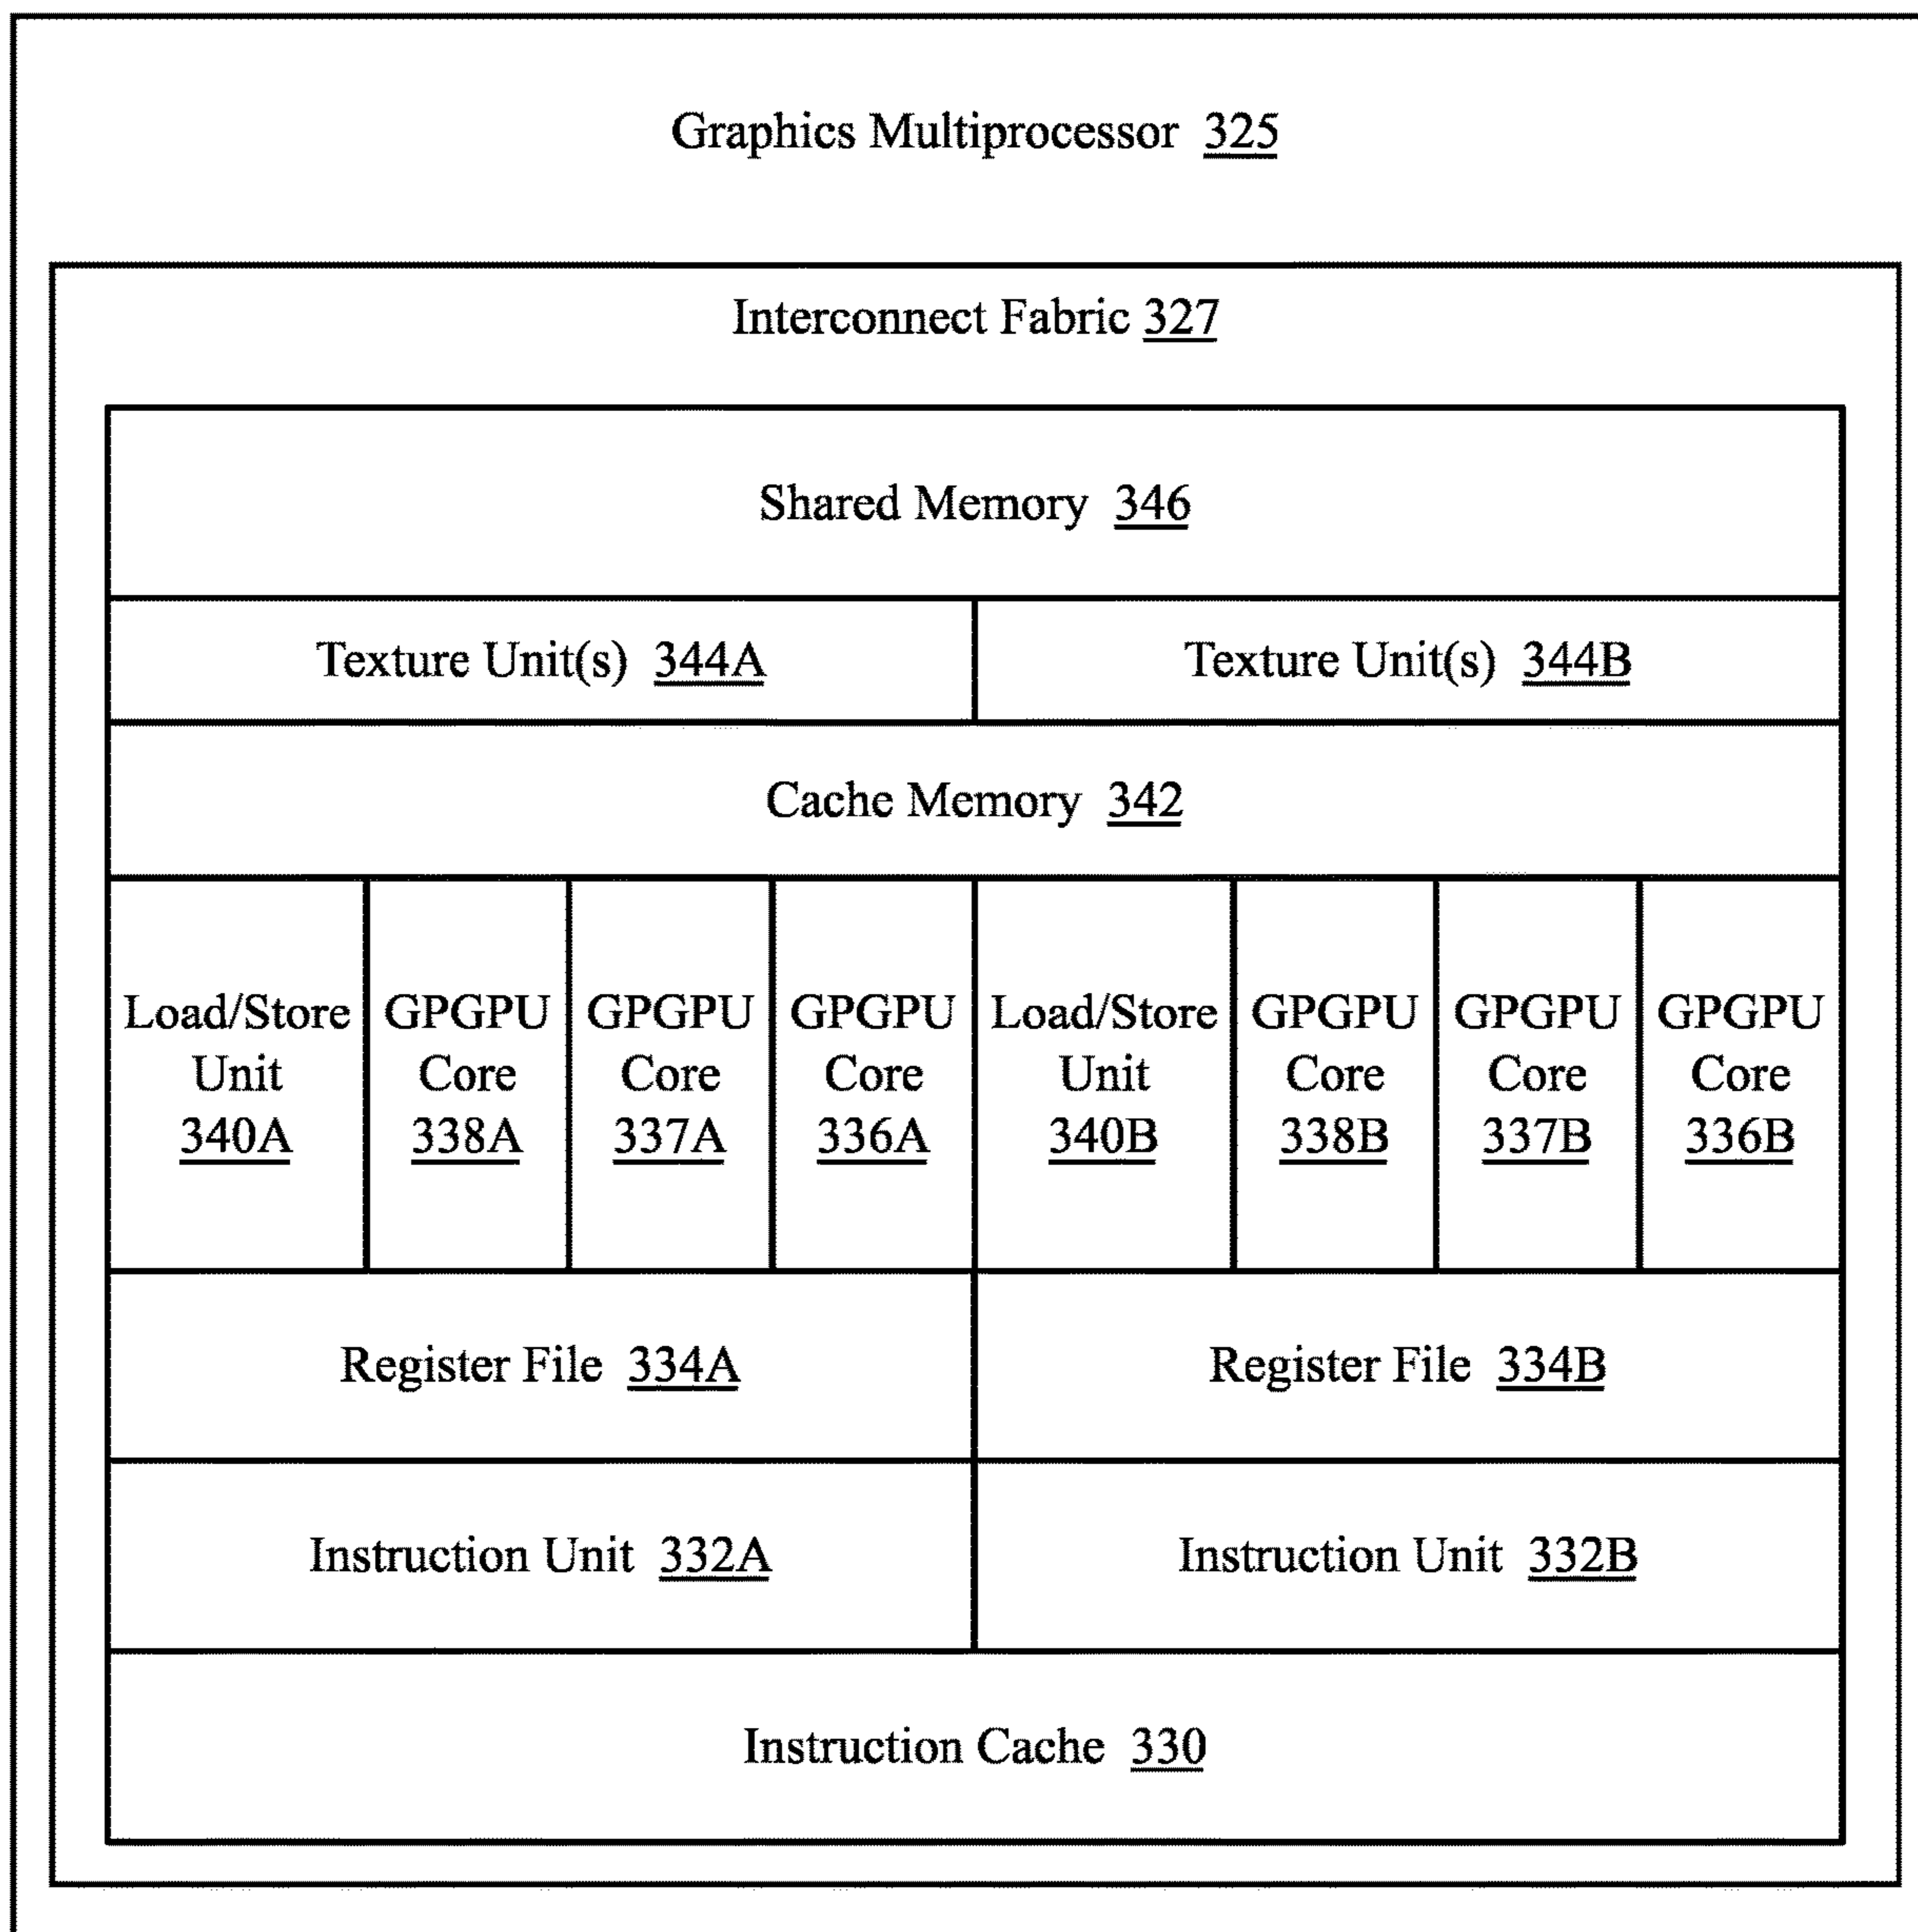 Graphics Multiprocessor 325
Interconnect Fabric 327
Shared Memory 346
Texture Unit(s) 344A
Texture Unit(s) 344B
Cache Memory 342
Load/Store
Unit
340A
GPGPU
Core
338A
GPGPU
Core
337A
GPGPU
Core
336A
Load/Store
Unit
340B
GPGPU
Core
338B
GPGPU
Core
337B
GPGPU
Core
336B
Register File 334A
Register File 334B
Instruction Unit 332A
Instruction Unit 332B
Instruction Cache 330